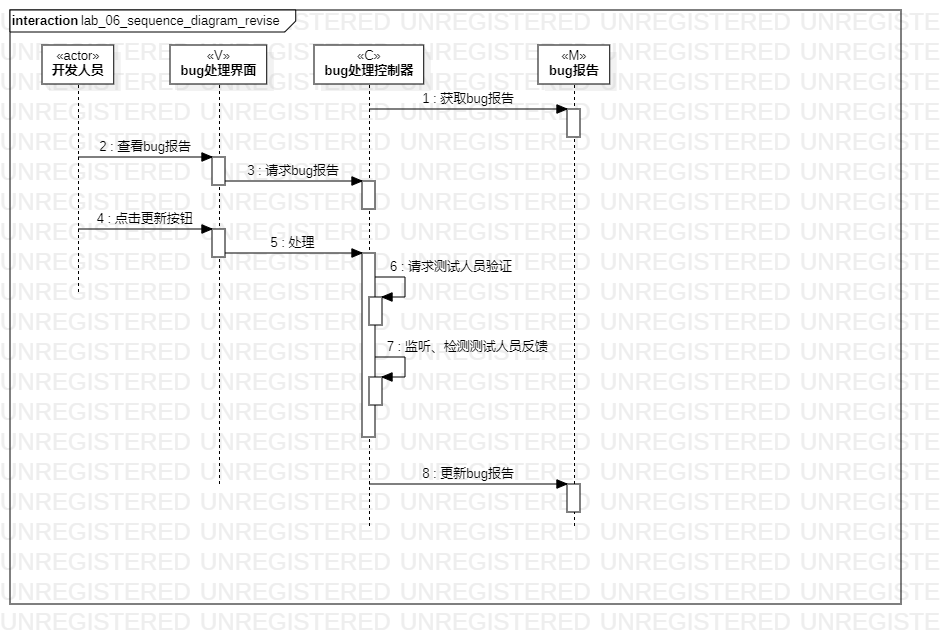 interaction lab_06_sequence_diagram_revise
«actor»
开发人员
«V»
bug处理界面
«C»
bug处理控制器
«M»
bug报告
1 : 获取bug报告
2 : 查看bug报告
3 : 请求bug报告
4 : 点击更新按钮
5 : 处理
6 : 请求测试人员验证
7 : 监听、检测测试人员反馈
8 : 更新bug报告
UNREGISTERED